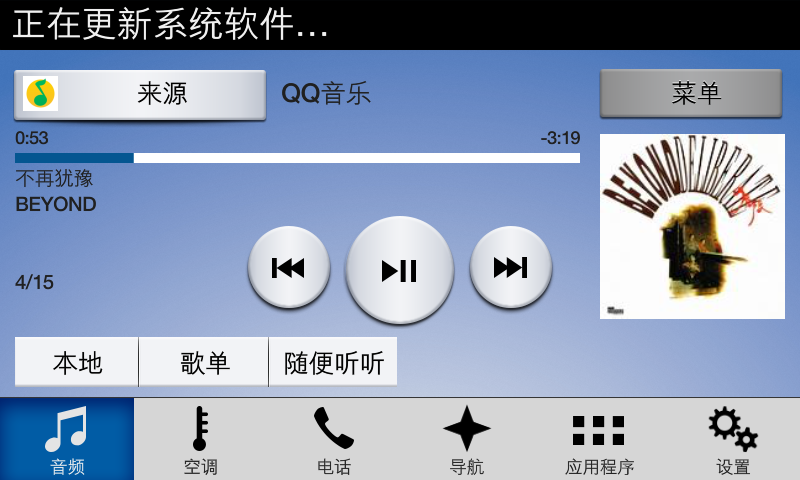 正在更新系统软件...
来源
QQ音乐
菜单
0:53
-3:19
不再犹豫
BEYOND
BEYOND
4/15
本地
歌单
随便听听
音频
空调
电话
导航
应用程序
设置